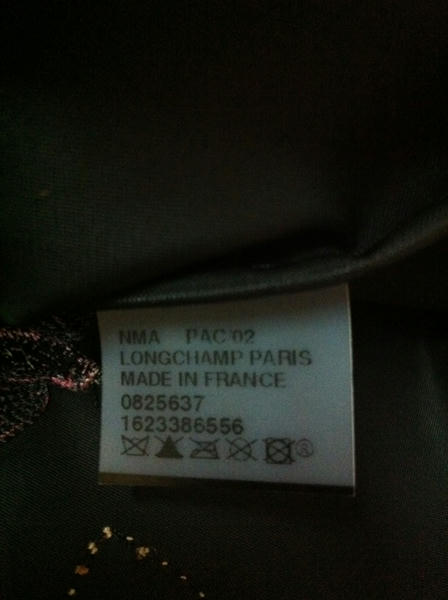 NMA PAC'02
LONGCHAMP PARIS
MADE IN FRANCE
0825637
1623386556